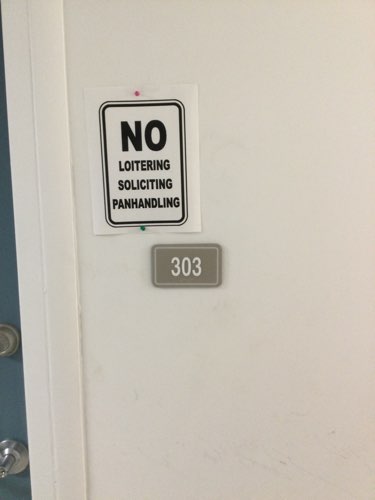 NO
LOITERING
SOLICITING
PANHANDLING
303